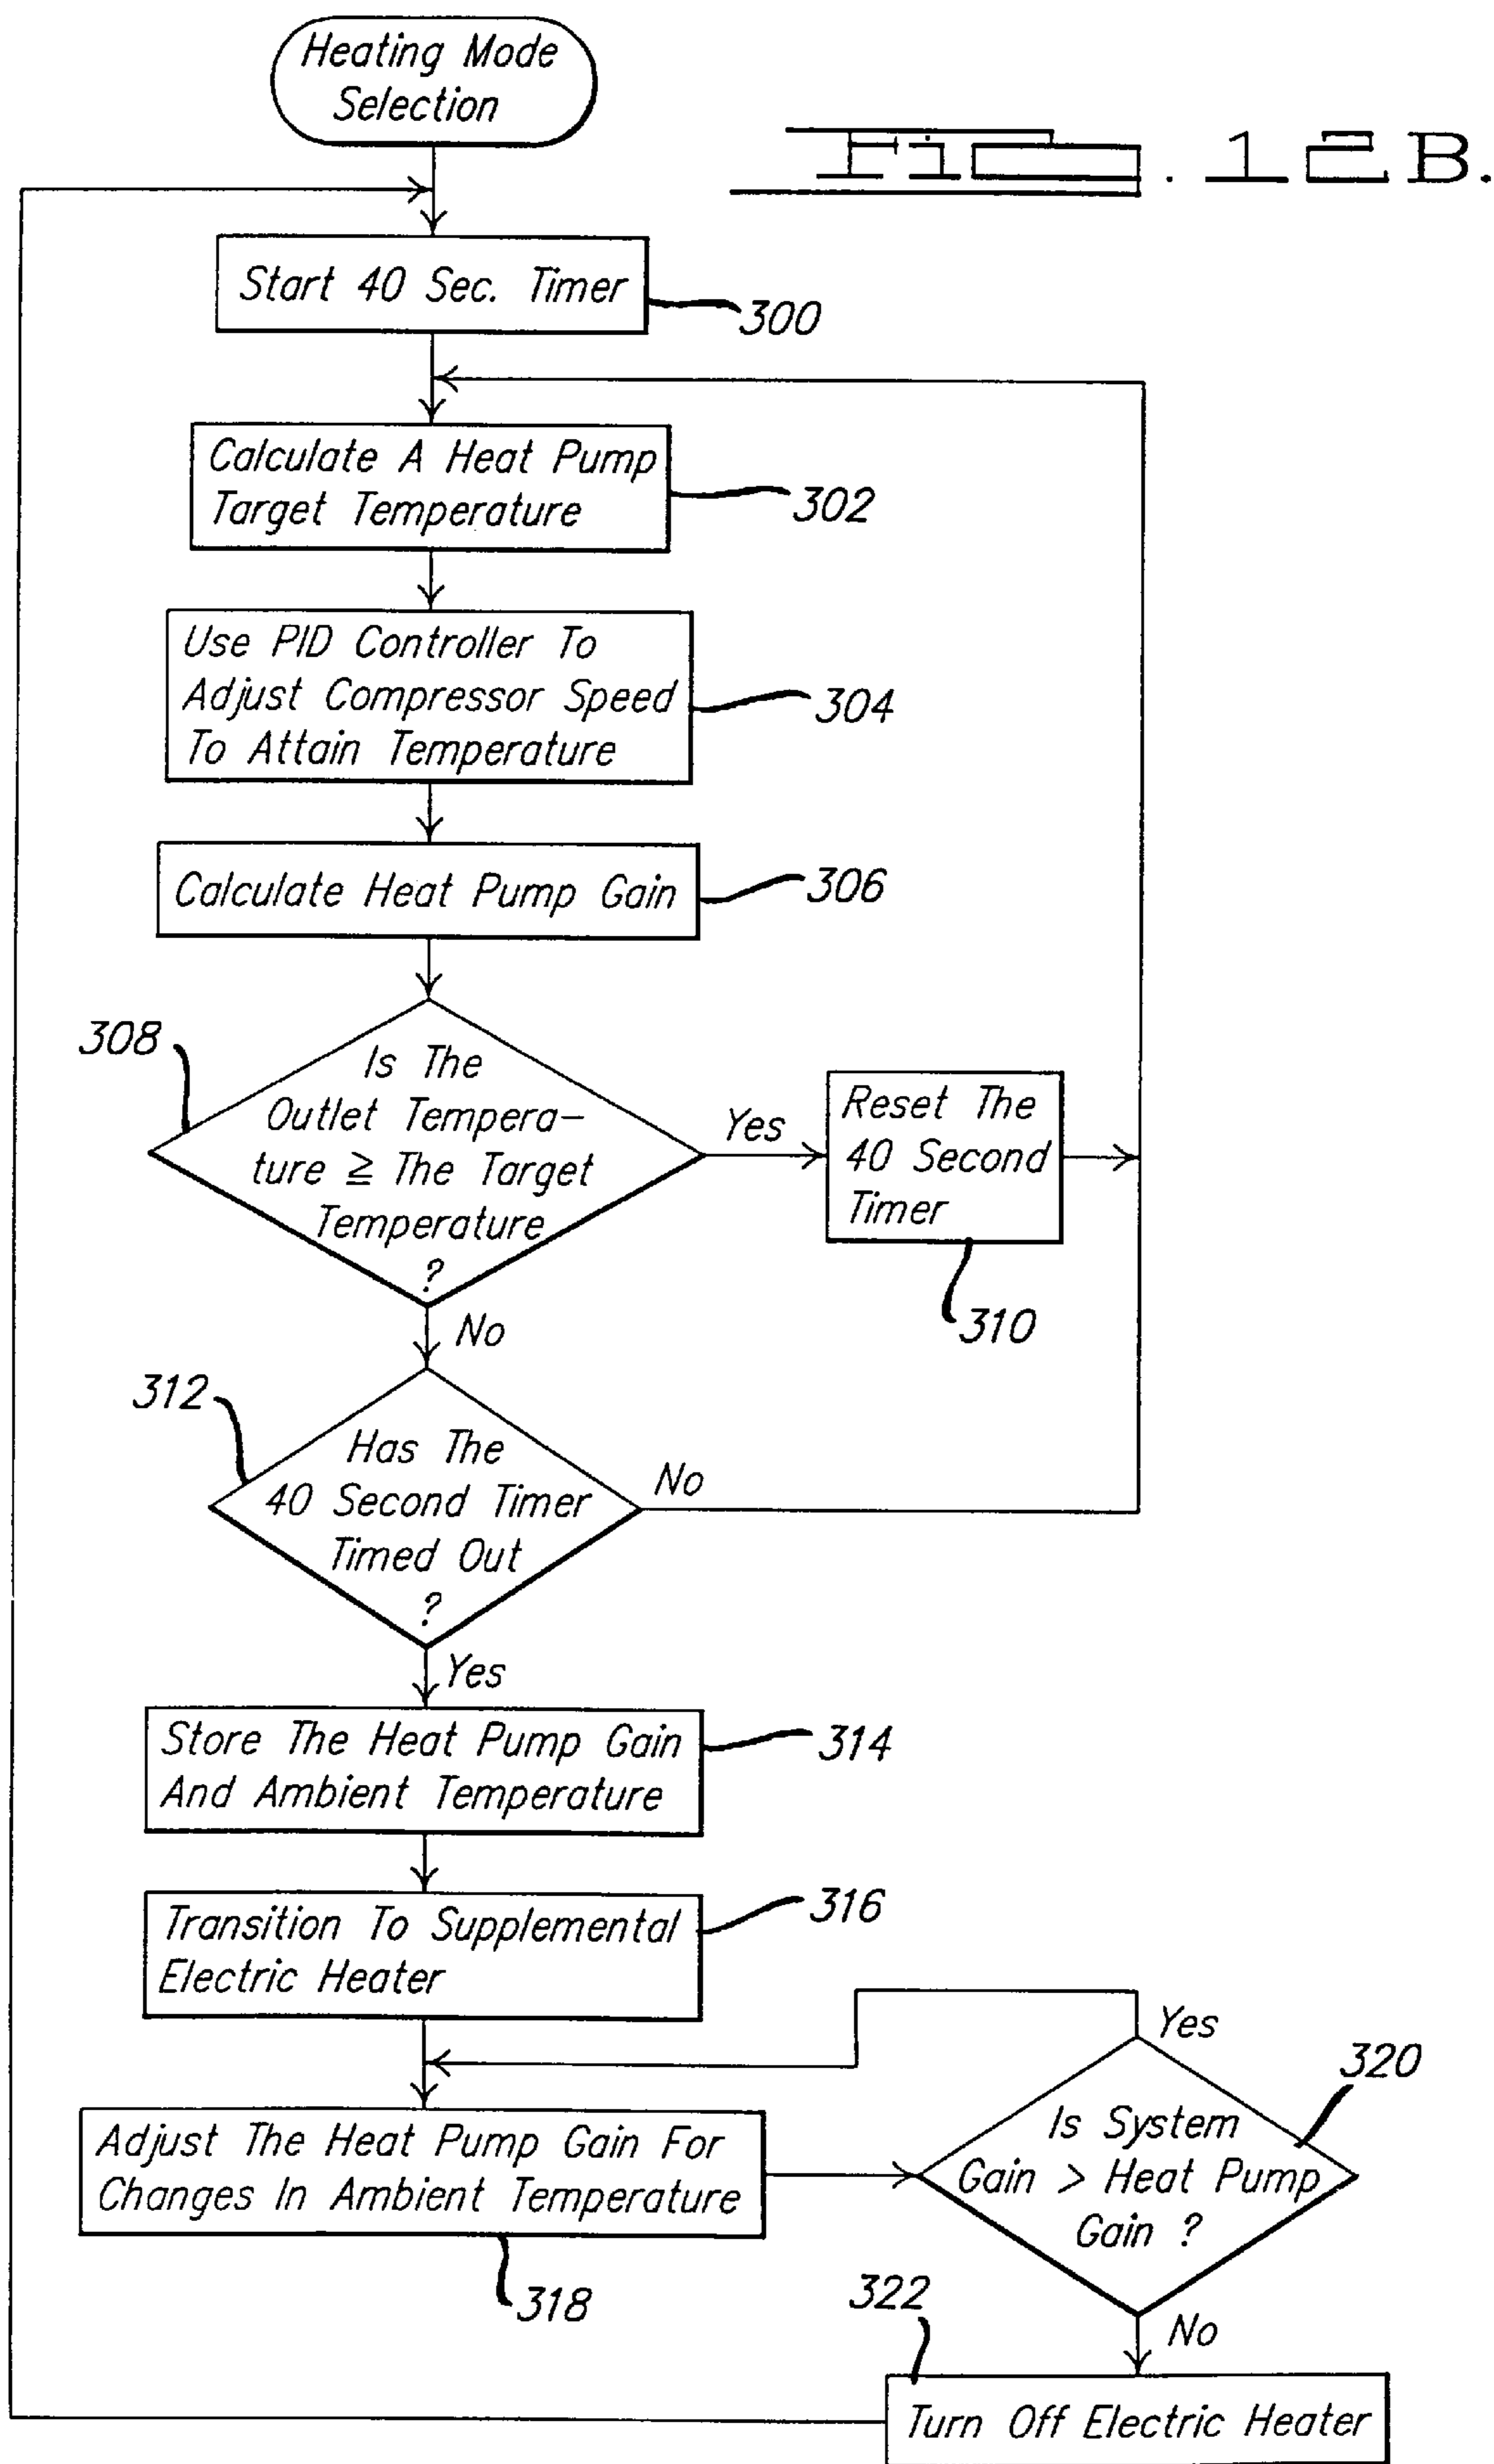 Heating Mode
Selection
Fig. 12B.
Start 40 Sec. Timer
300
Calculate A Heat Pump
Target Temperature
302
Use PID Controller To
Adjust Compressor Speed
To Attain Temperature
304
Calculate Heat Pump Gain
306
308
Is The
Outlet Tempera-
ture ≧ The Target
Temperature
?
Yes
Reset The
40 Second
Timer
310
No
312
Has The
40 Second Timer
Timed Out
?
No
Yes
Store The Heat Pump Gain
And Ambient Temperature
314
Transition To Supplemental
Electric Heater
316
Adjust The Heat Pump Gain For
Changes In Ambient Temperature
318
Yes
320
Is System
Gain > Heat Pump
Gain ?
No
322
Turn Off Electric Heater